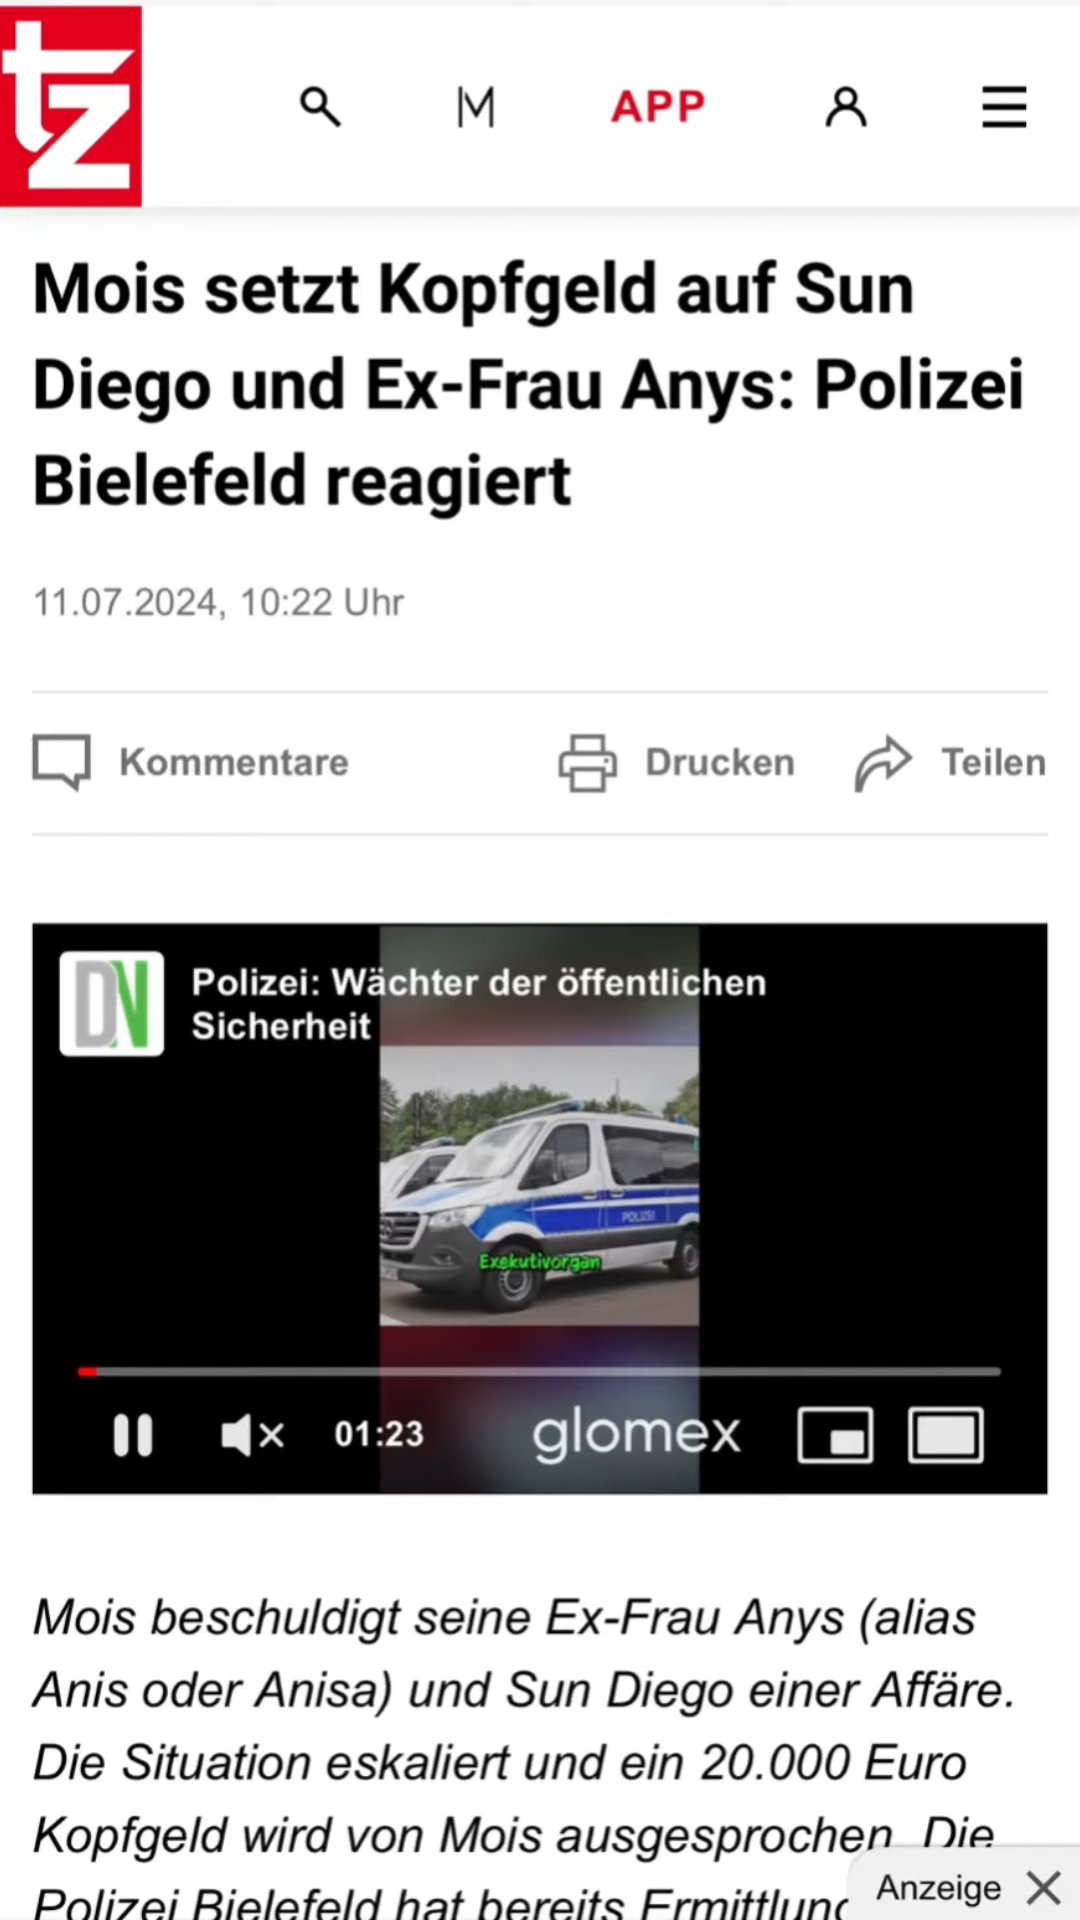 tz
M
APP
Mois setzt Kopfgeld auf Sun
Diego und Ex-Frau Anys: Polizei
Bielefeld reagiert
11.07.2024, 10:22 Uhr
Kommentare
Drucken
Teilen
DN
Polizei: Wächter der öffentlichen
Sicherheit
POLIZEI
Exekutivorgan
01:23
glomex
Mois beschuldigt seine Ex-Frau Anys (alias
Anis oder Anisa) und Sun Diego einer Affäre.
Die Situation eskaliert und ein 20.000 Euro
Kopfgeld wird von Mois ausgesprochen. Die
Polizei Bielefeld hat bereits
Anzeige